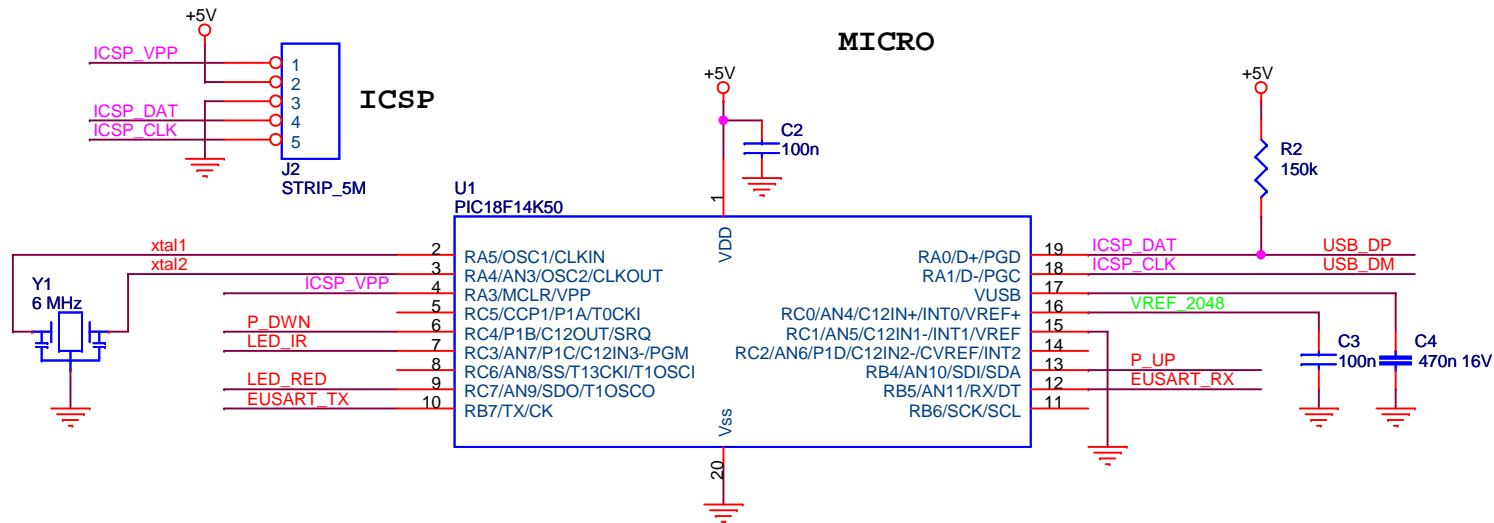 +5V
ICSP_VPP
1
2
3
ICSP_DAT
4
ICSP_CLK
5
ICSP
J2
STRIP_5M
MICRO
+5V
C2
100n
+5V
R2
150k
U1
PIC18F14K50
1
VDD
xtal1
2
RA5/OSC1/CLKIN
xtal2
3
RA4/AN3/OSC2/CLKOUT
ICSP_VPP
4
RA3/MCLR/VPP
5
RC5/CCP1/P1A/T0CKI
P_DWN
6
RC4/P1B/C12OUT/SRQ
LED_IR
7
RC3/AN7/P1C/C12IN3-/PGM
8
RC6/AN8/SS/T13CKI/T1OSCI
LED_RED
9
RC7/AN9/SDO/T1OSCO
EUSART_TX
10
RB7/TX/CK
Y1
6 MHz
RA0/D+/PGD
19
ICSP_DAT
USB_DP
RA1/D-/PGC
18
ICSP_CLK
USB_DM
VUSB
17
RC0/AN4/C12IN+/INT0/VREF+
16
VREF_2048
RC1/AN5/C12IN1-/INT1/VREF
15
RC2/AN6/P1D/C12IN2-/CVREF/INT2
14
RB4/AN10/SDI/SDA
13
P_UP
RB5/AN11/RX/DT
12
EUSART_RX
RB6/SCK/SCL
11
C3
100n
C4
470n 16V
Vss
20